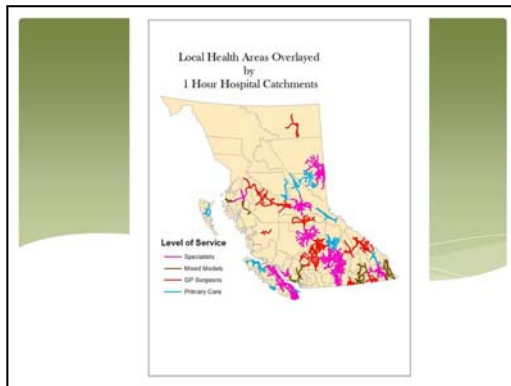 Local Health Areas Overlayed
by
1 Hour Hospital Catchments
Level of Service
Specialists
Mixed Models
GP Surgeons
Primary Care